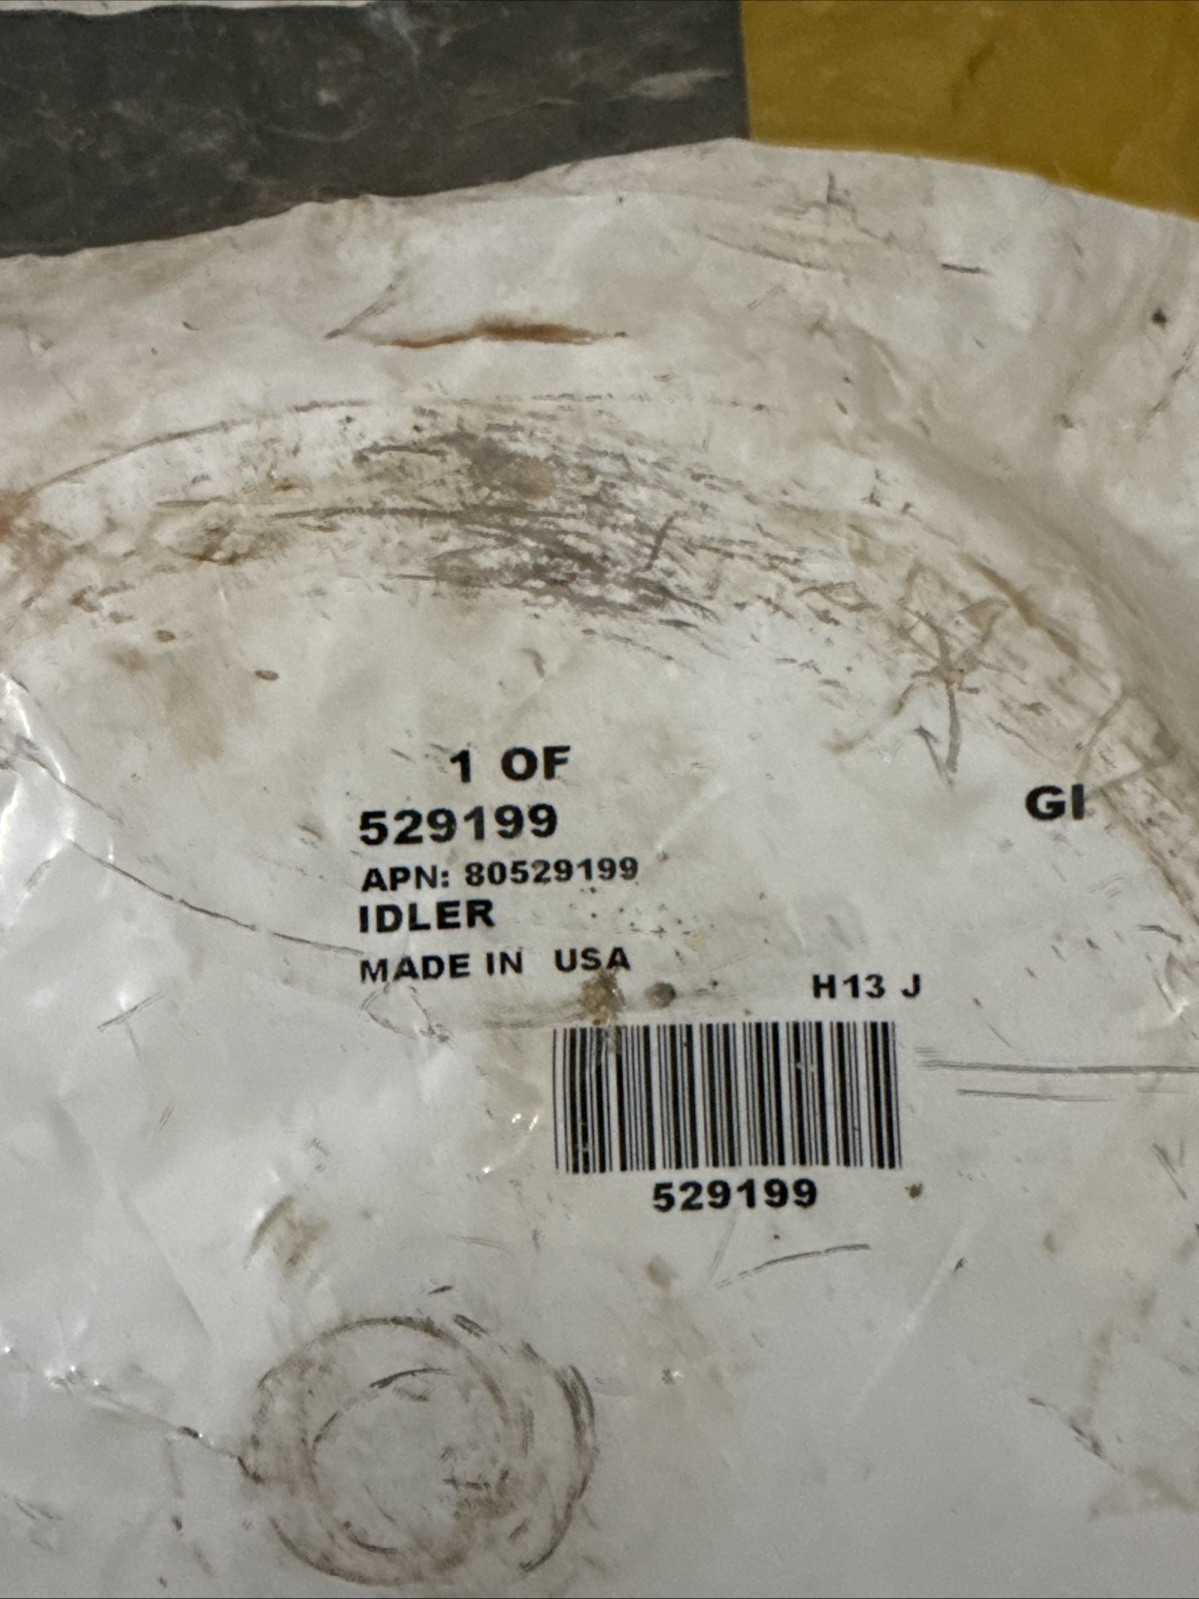 1 OF
529199
GI
APN: 80529199
IDLER
MADE IN USA
H13 J
529199